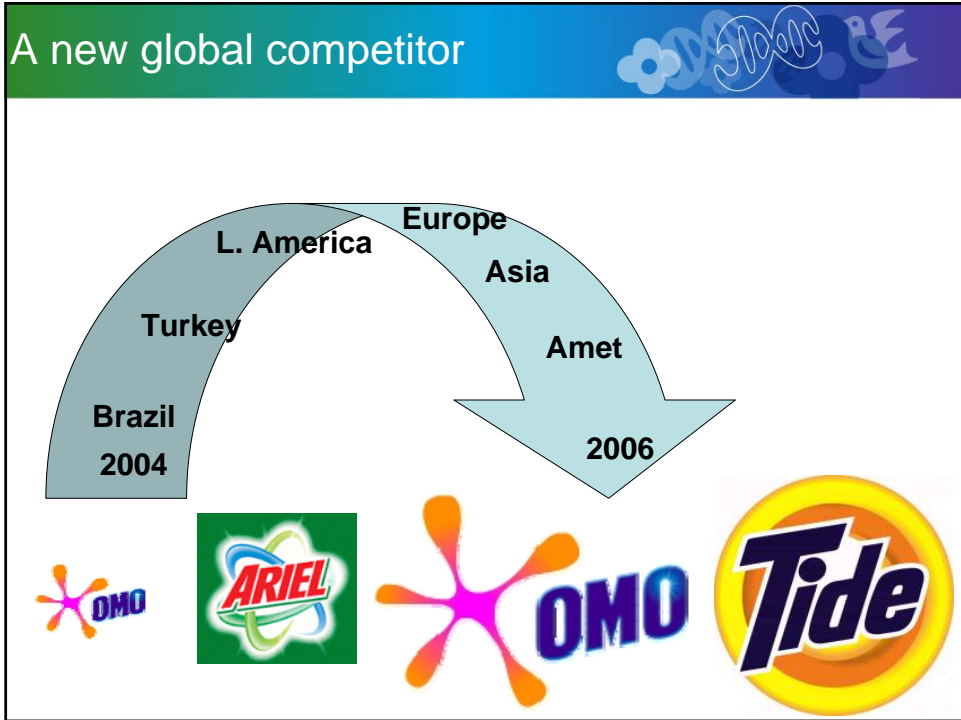 A new global competitor
Europe
L. America
Asia
Turkey
Amet
Brazil
2004
2006
OMO
ARIEL
OMO
Tide